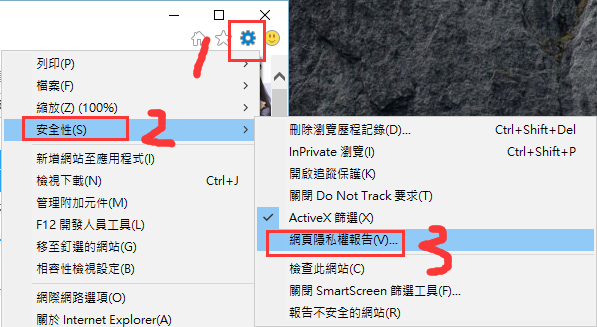 1
列印(P)
檔案(F)
縮放(Z) (100%)
安全性(S)
2
新增網站至應用程式(I)
檢視下載(N) Ctrl+J
管理附加元件(M)
F12 開發人員工具(L)
移至釘選的網站(G)
相容性檢視設定(B)
網際網路選項(O)
關於 Internet Explorer(A)
刪除瀏覽歷程記錄(D)... Ctrl+Shift+Del
InPrivate 瀏覽(I) Ctrl+Shift+P
開啟追蹤保護(K)
關閉 Do Not Track 要求(T)
ActiveX 篩選(X)
網頁隱私權報告(V)...
3
檢查此網站(C)
關閉 SmartScreen 篩選工具(F)...
報告不安全的網站(R)